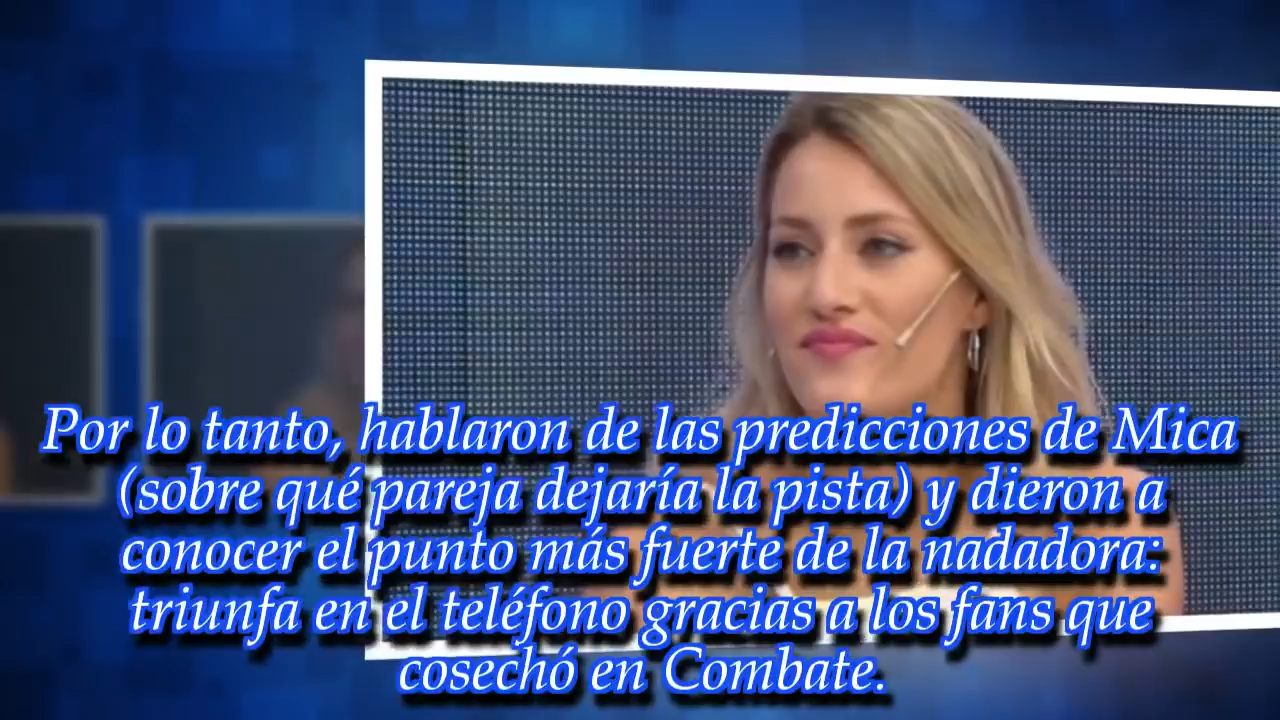 Por lo tanto, hablaron de las predicciones de Mica
(sobre qué pareja dejaría la pista) y dieron a
conocer el punto más fuerte de la nadadora:
triunfa en el teléfono gracias a los fans que
cosechó en Combate.